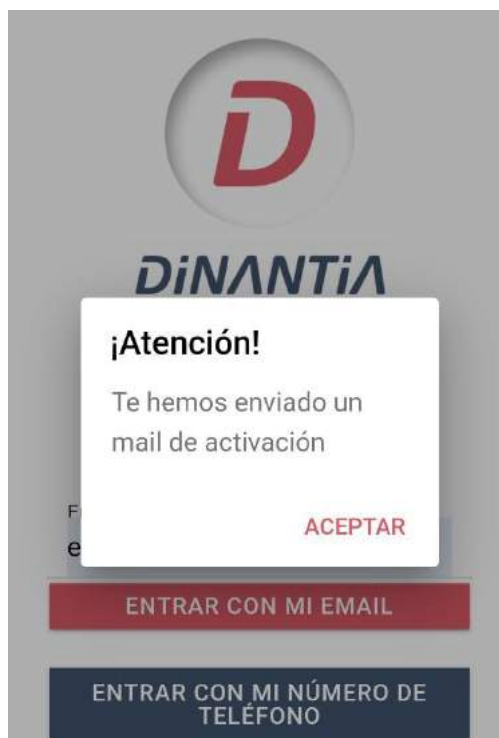 D
DiNANTiA
¡Atención!
Te hemos enviado un
mail de activación
ACEPTAR
ENTRAR CON MI EMAIL
ENTRAR CON MI NÚMERO DE
TELÉFONO